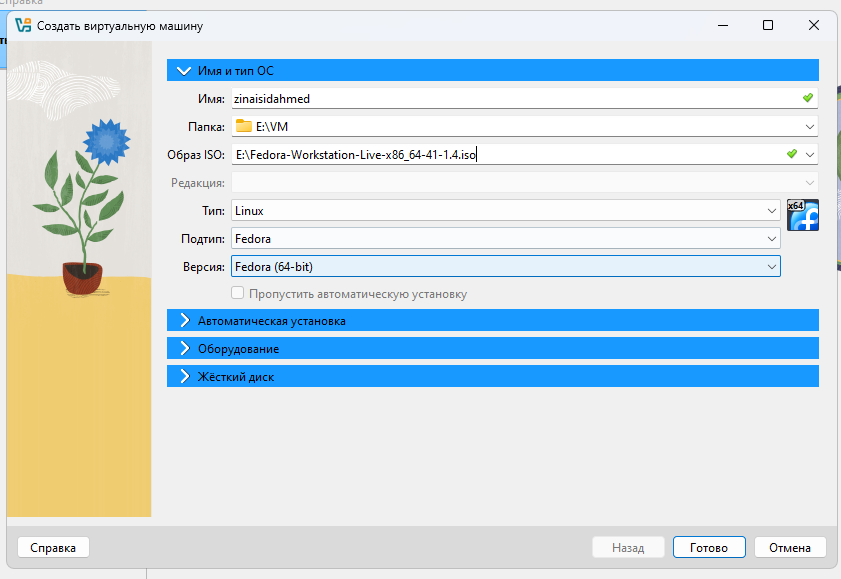 Справка
Создать виртуальную машину
Имя и тип ОС
Имя: zinaisidahmed
Папка: E:\VM
Образ ISO: E:\Fedora-Workstation-Live-x86_64-41-1.4.iso
Редакция:
Тип: Linux
x64
Подтип: Fedora
Версия: Fedora (64-bit)
Пропустить автоматическую установку
Автоматическая установка
Оборудование
Жёсткий диск
Справка Назад Готово Отмена